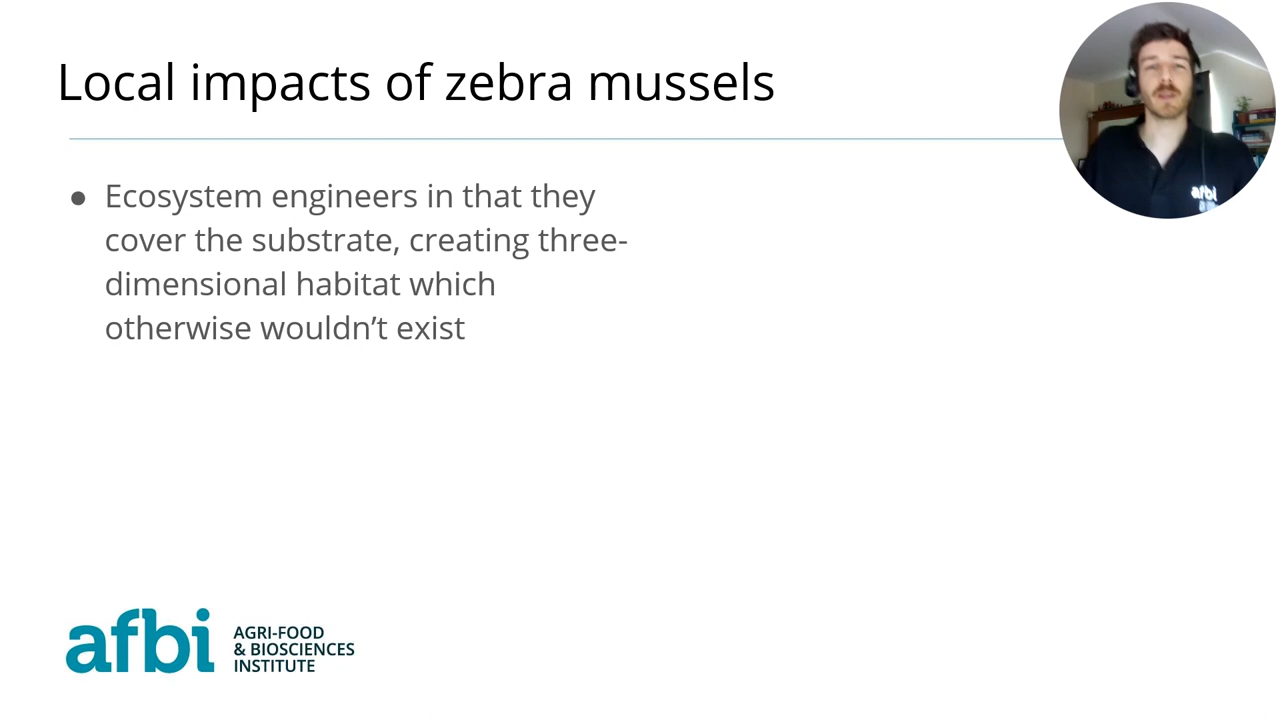 Local impacts of zebra mussels
● Ecosystem engineers in that they
cover the substrate, creating three-
dimensional habitat which
otherwise wouldn’t exist
afbi
AGRI-FOOD
& BIOSCIENCES
INSTITUTE
afbi